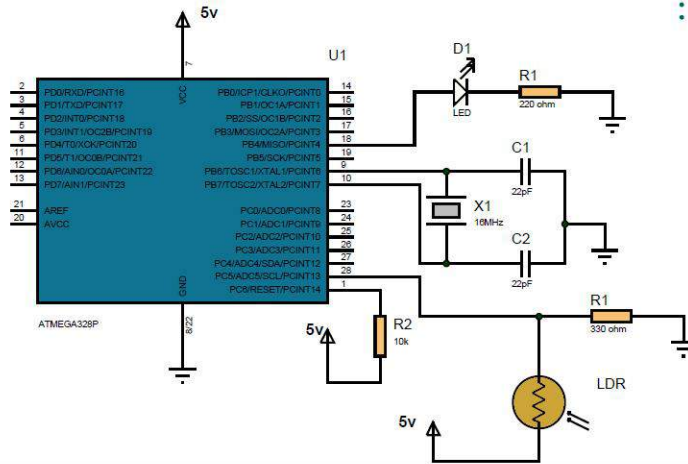 5v
U1
7
VCC
2 PD0/RXD/PCINT16
3 PD1/TXD/PCINT17
4 PD2/INT0/PCINT18
5 PD3/INT1/OC2B/PCINT19
6 PD4/T0/XCK/PCINT20
11 PD5/T1/OC0B/PCINT21
12 PD6/AIN0/OC0A/PCINT22
13 PD7/AIN1/PCINT23
21 AREF
20 AVCC
PB0/ICP1/CLKO/PCINT0 14
PB1/OC1A/PCINT1 15
PB2/SS/OC1B/PCINT2 16
PB3/MOSI/OC2A/PCINT3 17
PB4/MISO/PCINT4 18
PB5/SCK/PCINT5 19
PB6/TOSC1/XTAL1/PCINT6 9
PB7/TOSC2/XTAL2/PCINT7 10
PC0/ADC0/PCINT8 23
PC1/ADC1/PCINT9 24
PC2/ADC2/PCINT10 25
PC3/ADC3/PCINT11 26
PC4/ADC4/SDA/PCINT12 27
PC5/ADC5/SCL/PCINT13 28
PC6/RESET/PCINT14 1
GND
8/22
ATMEGA328P
D1
LED
R1
220 ohm
C1
22pF
X1
16MHz
C2
22pF
R1
330 ohm
5v
R2
10k
LDR
5v